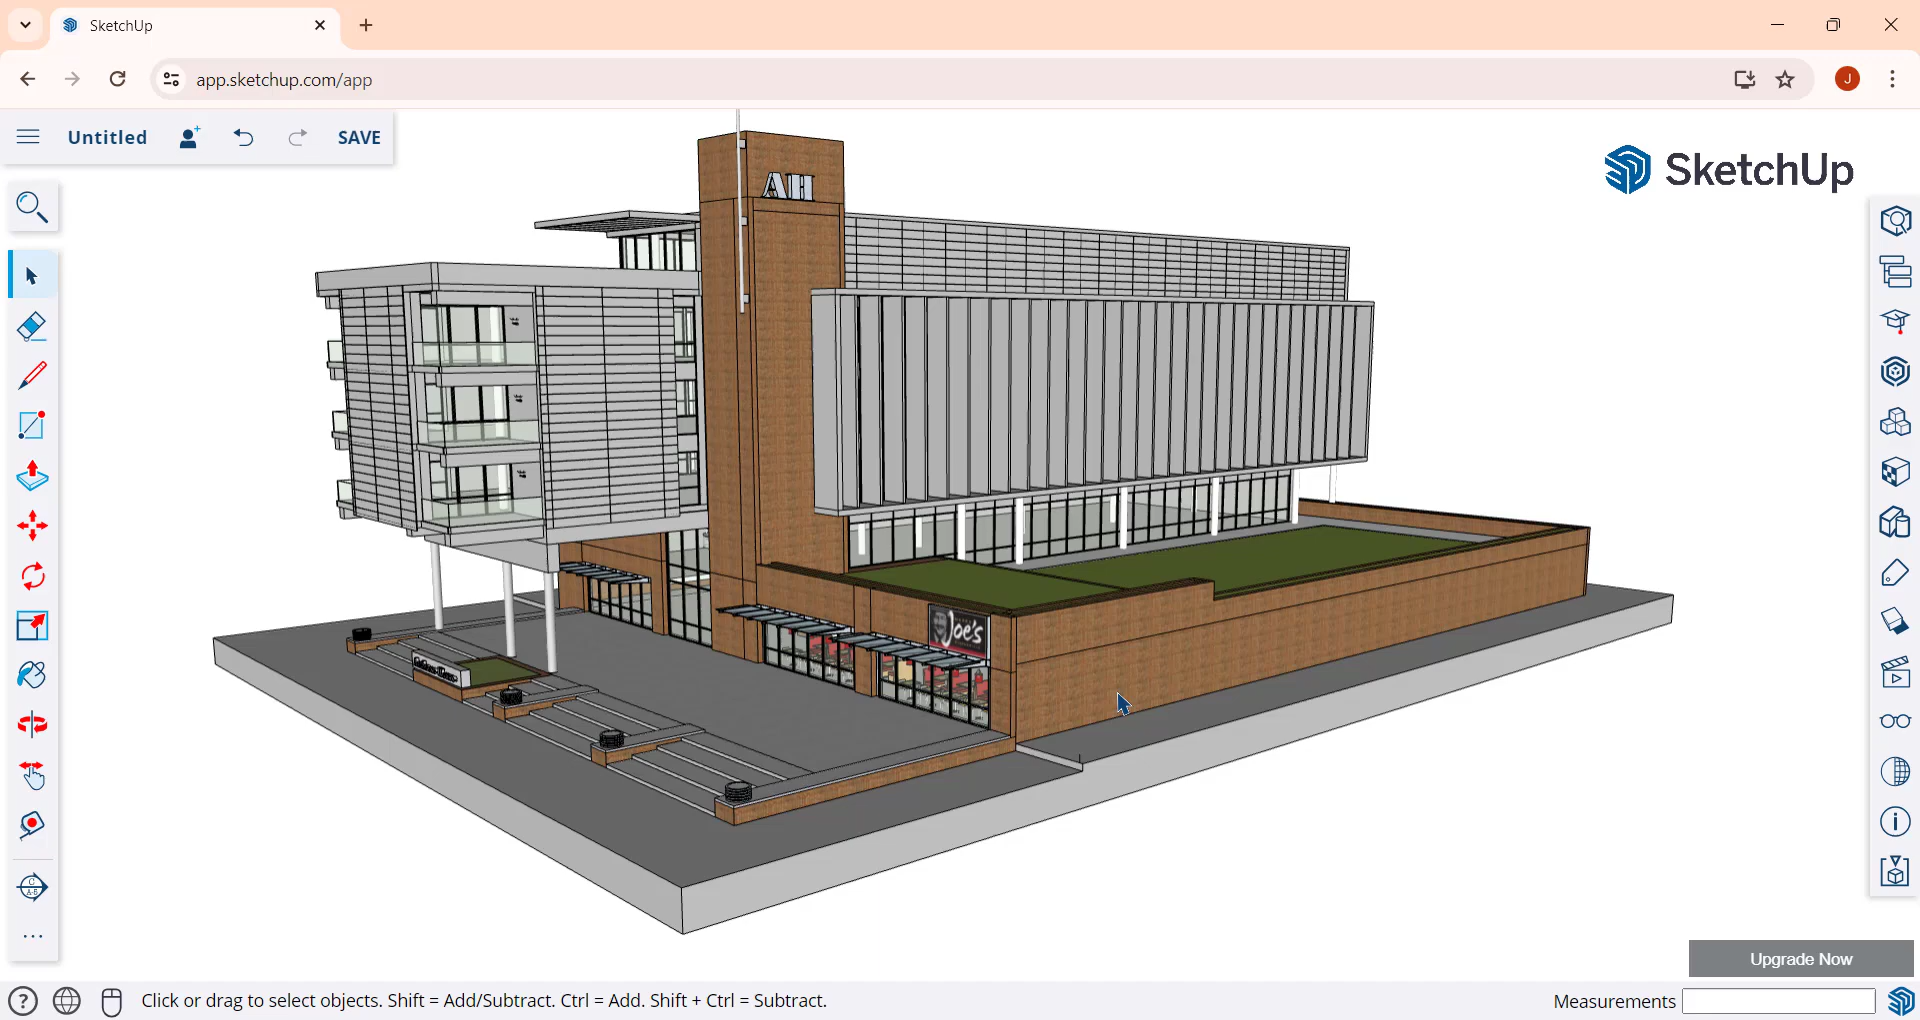 SketchUp
app.sketchup.com/app
J
Untitled
SAVE
SketchUp
AH
Joe's
C
A-6
Upgrade Now
Click or drag to select objects. Shift = Add/Subtract. Ctrl = Add. Shift + Ctrl = Subtract.
Measurements